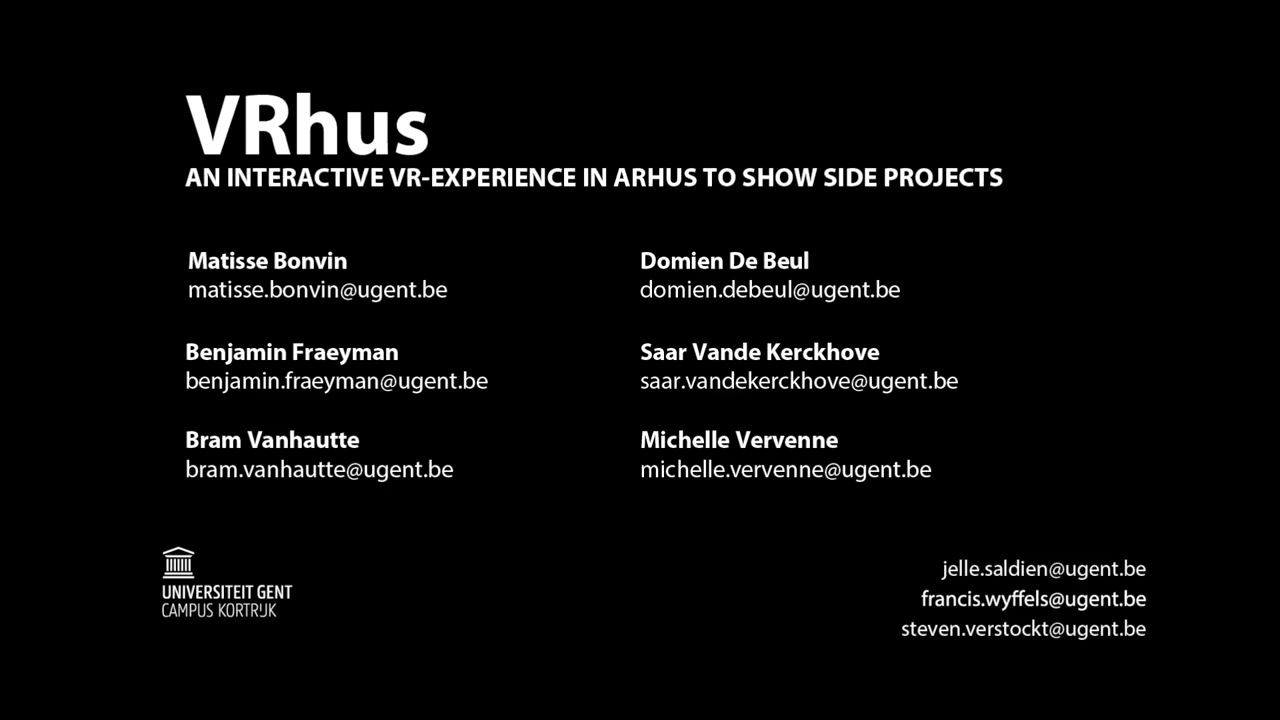 VRhus
AN INTERACTIVE VR-EXPERIENCE IN ARHUS TO SHOW SIDE PROJECTS
Matisse Bonvin
matisse.bonvin@ugent.be
Domien De Beul
domien.debeul@ugent.be
Benjamin Fraeyman
benjamin.fraeyman@ugent.be
Saar Vande Kerckhove
saar.vandekerckhove@ugent.be
Bram Vanhautte
bram.vanhautte@ugent.be
Michelle Vervenne
michelle.vervenne@ugent.be
UNIVERSITEIT GENT
CAMPUS KORTRIJK
jelle.saldien@ugent.be
francis.wyffels@ugent.be
steven.verstockt@ugent.be